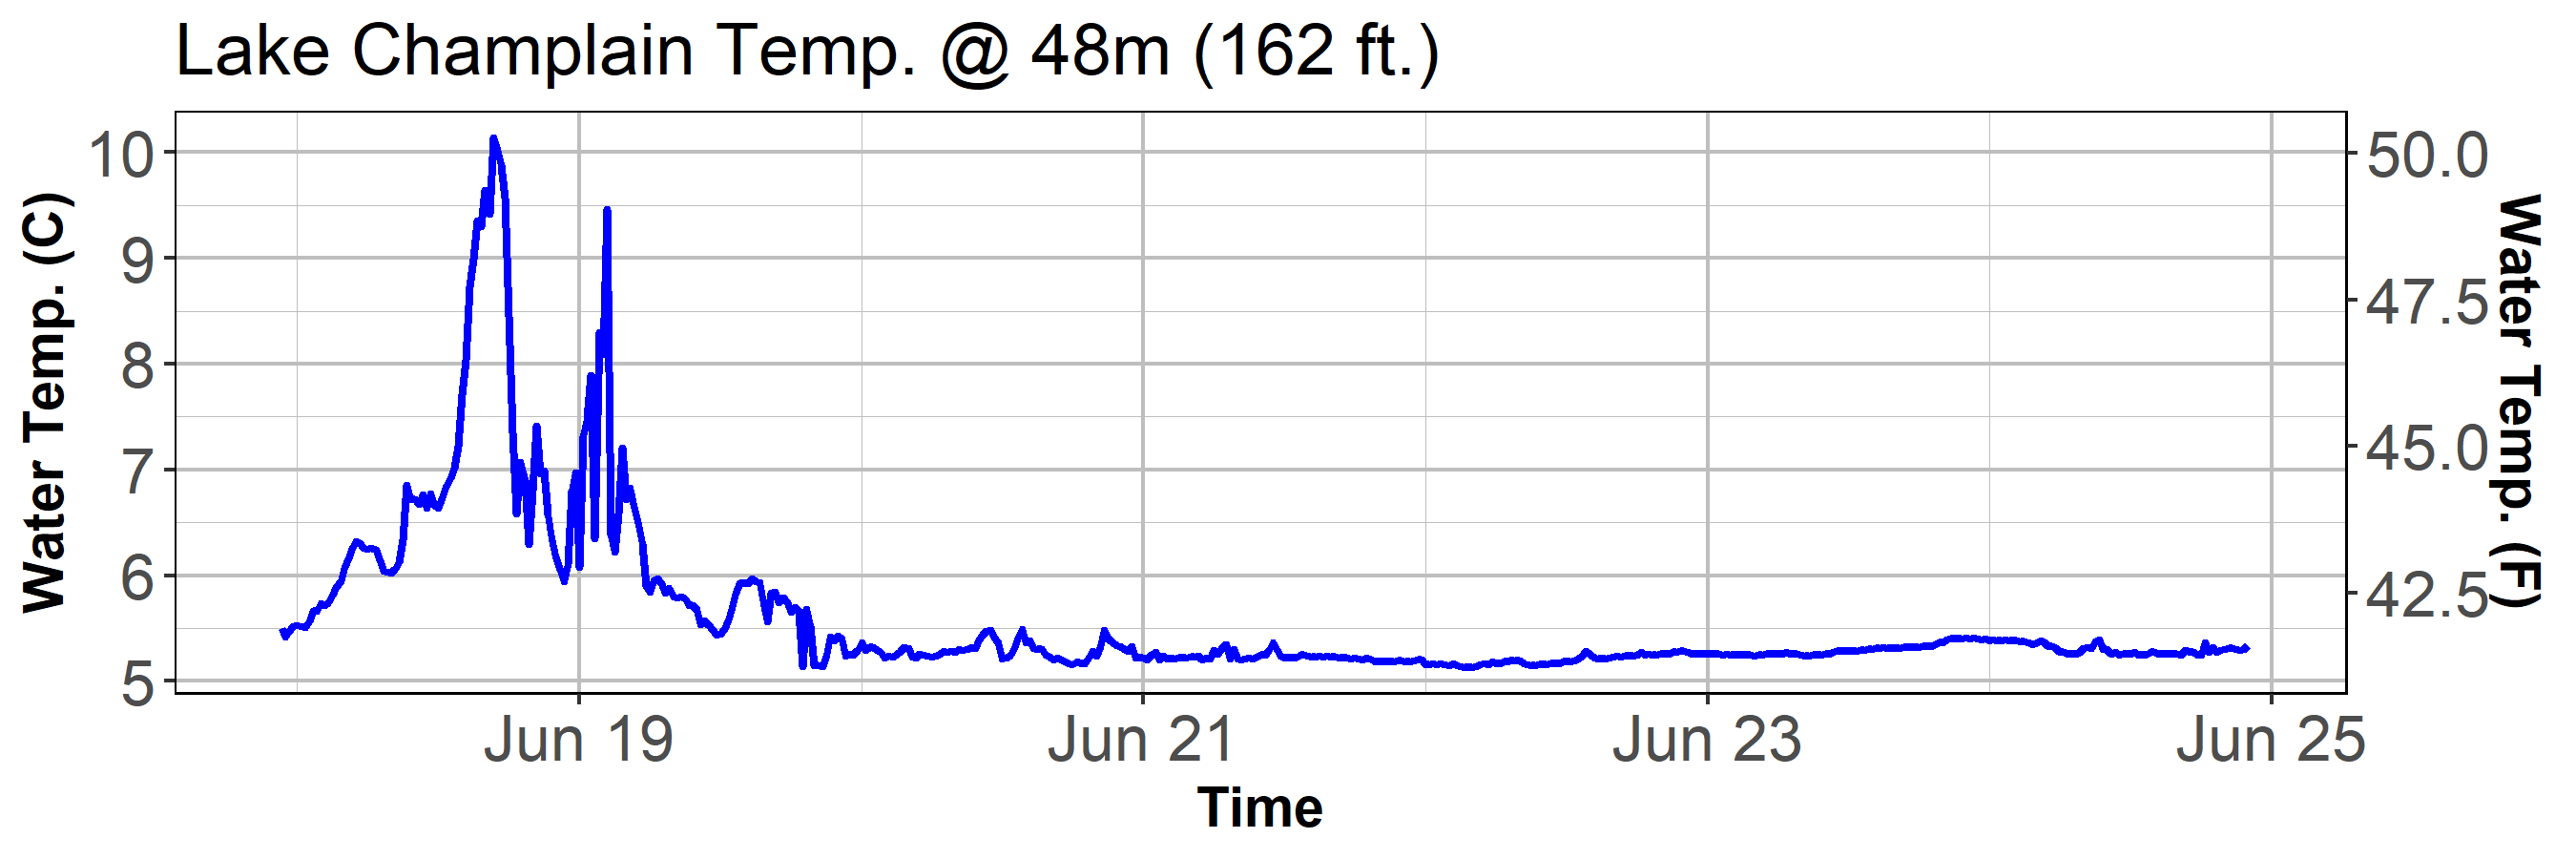 Lake Champlain Temp. @ 48m (162 ft.)
Water Temp. (C)
10
9
8
7
6
5
50.0
47.5
45.0
42.5
Water Temp. (F)
Jun 19 Jun 21 Jun 23 Jun 25
Time